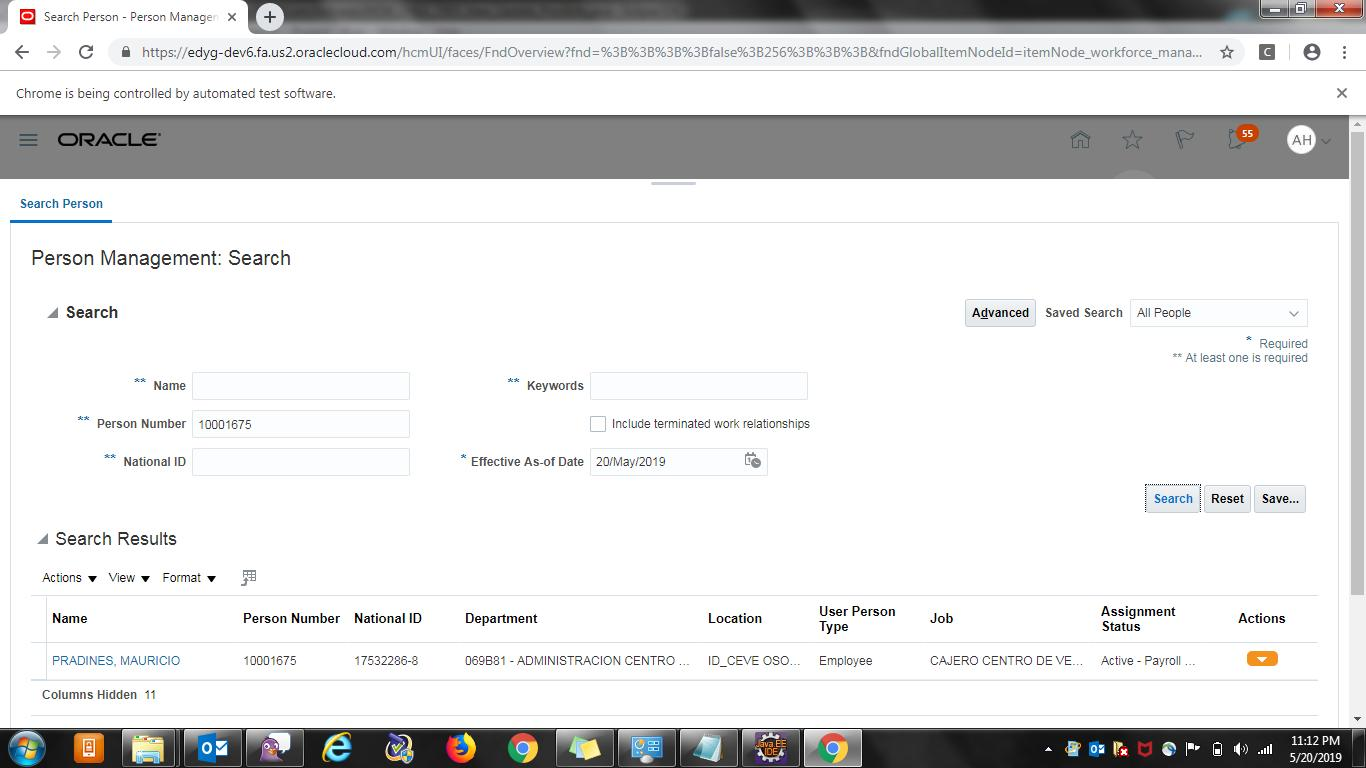 Search Person - Person Managen
https://edyg-dev6.fa.us2.oraclecloud.com/hcmUI/faces/FndOverview?fnd=%3B%3B%3B%3Bfalse%3B256%3B%3B%3B&fndGlobalItemNodeId=itemNode_workforce_mana...
Chrome is being controlled by automated test software.
ORACLE
55
AH
Search Person
Person Management: Search
Search
Advanced Saved Search All People
* Required
** At least one is required
** Name ** Keywords
** Person Number 10001675 Include terminated work relationships
** National ID * Effective As-of Date 20/May/2019
Search Reset Save...
Search Results
Actions View Format
Name Person Number National ID Department Location User Person Type Job Assignment Status Actions
PRADINES, MAURICIO 10001675 17532286-8 069B81 - ADMINISTRACION CENTRO ... ID_CEVE OSO... Employee CAJERO CENTRO DE VE... Active - Payroll ...
Columns Hidden 11
Java EE
IDE
11:12 PM
5/20/2019